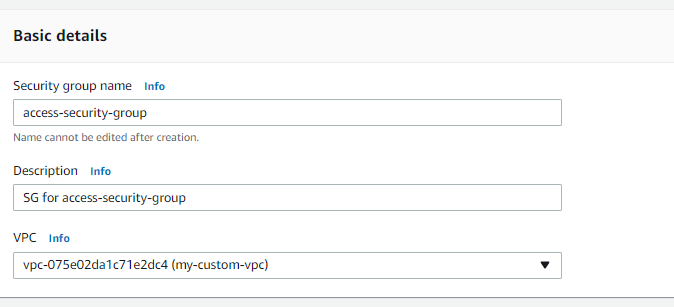 Basic details
Security group name Info
access-security-group
Name cannot be edited after creation.
Description Info
SG for access-security-group
VPC Info
vpc-075e02da1c71e2dc4 (my-custom-vpc)